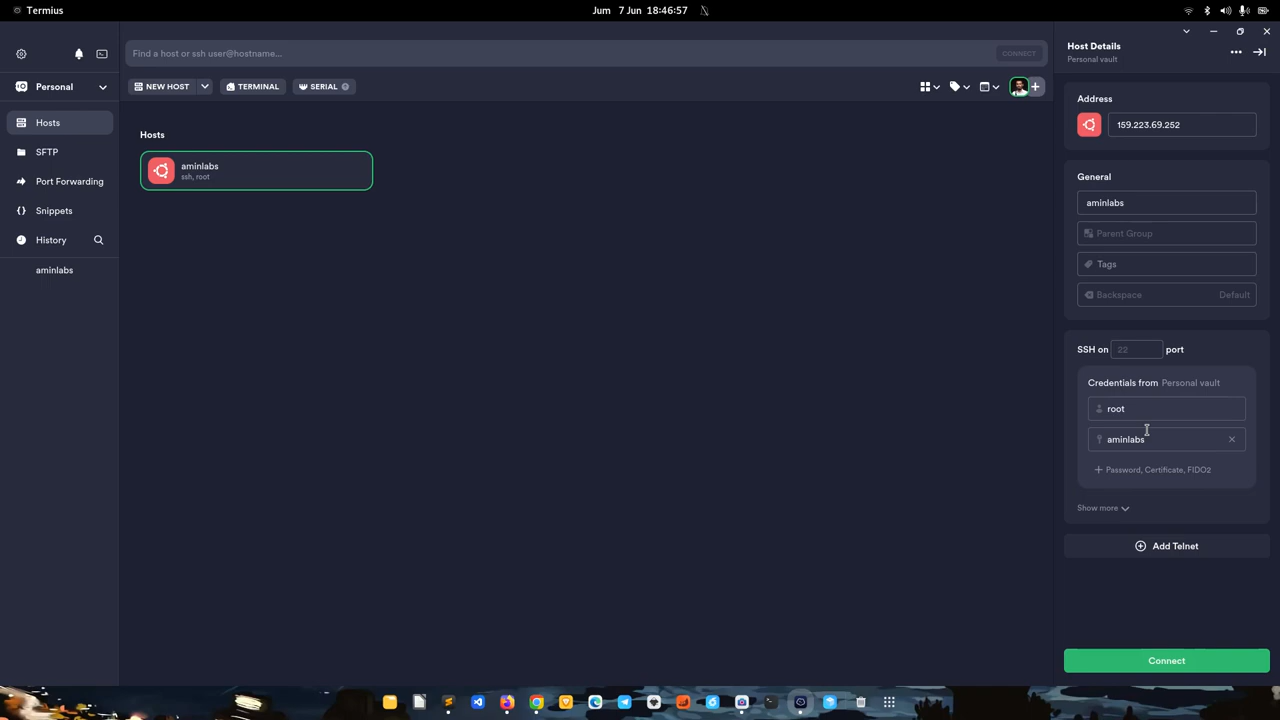 Termius
Jum 7 Jun 18:46:57
Find a host or ssh user@hostname...
CONNECT
Personal
NEW HOST
TERMINAL
SERIAL
Hosts
SFTP
Port Forwarding
Snippets
History
aminlabs
Hosts
aminlabs
ssh, root
Host Details
Personal vault
Address
159.223.69.252
General
aminlabs
Parent Group
Tags
Backspace Default
SSH on 22 port
Credentials from Personal vault
root
aminlabs
Password, Certificate, FIDO2
Show more
Add Telnet
Connect